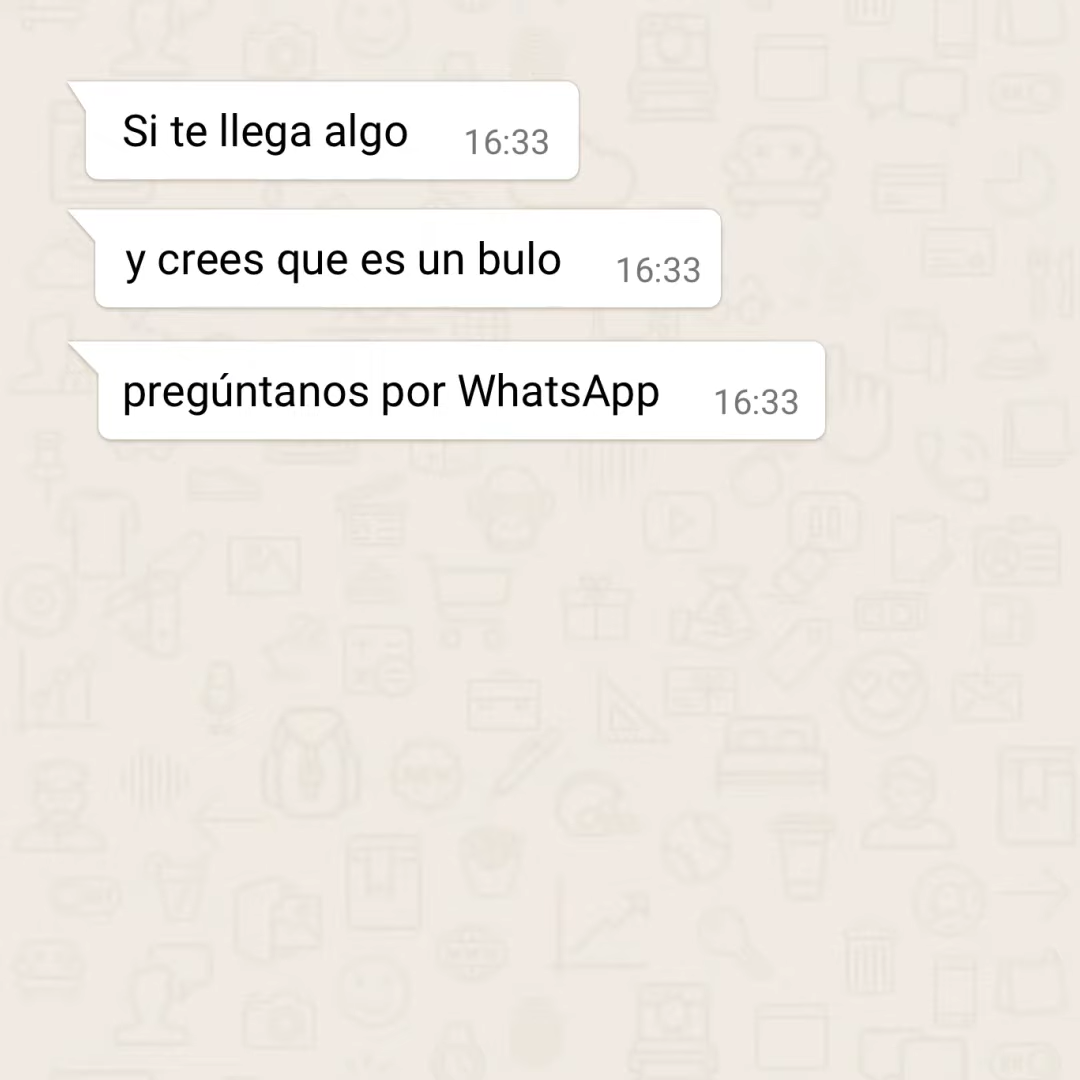 Si te llega algo 16:33
y crees que es un bulo 16:33
pregúntanos por WhatsApp 16:33